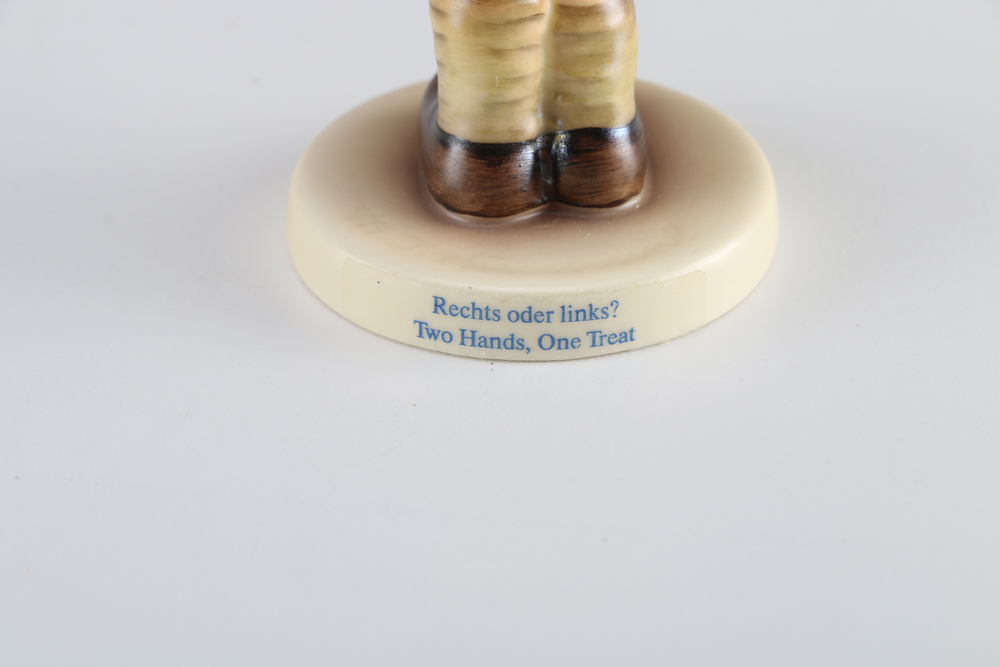 Rechts oder links?
Two Hands, One Treat